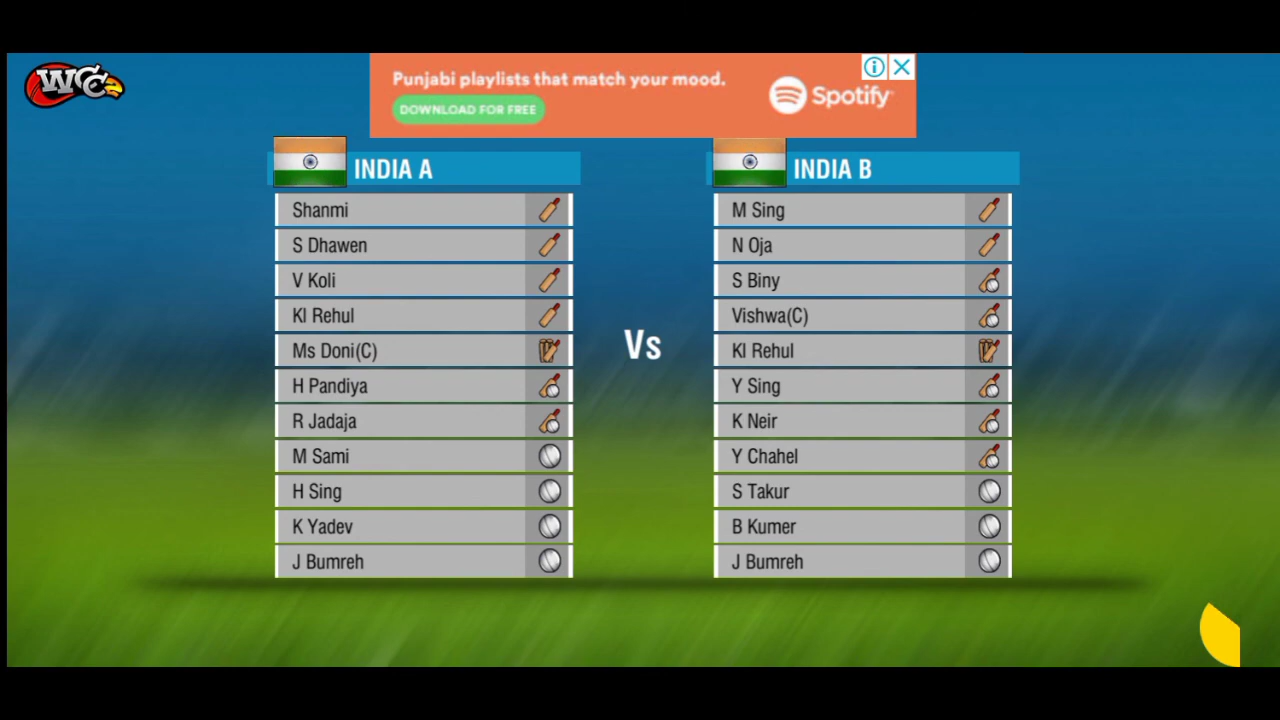 WCC
Punjabi playlists that match your mood.
DOWNLOAD FOR FREE
Spotify
INDIA A
Shanmi
S Dhawen
V Koli
Kl Rehul
Ms Doni(C)
H Pandiya
R Jadaja
M Sami
H Sing
K Yadev
J Bumreh
Vs
INDIA B
M Sing
N Oja
S Biny
Vishwa(C)
Kl Rehul
Y Sing
K Neir
Y Chahel
S Takur
B Kumer
J Bumreh